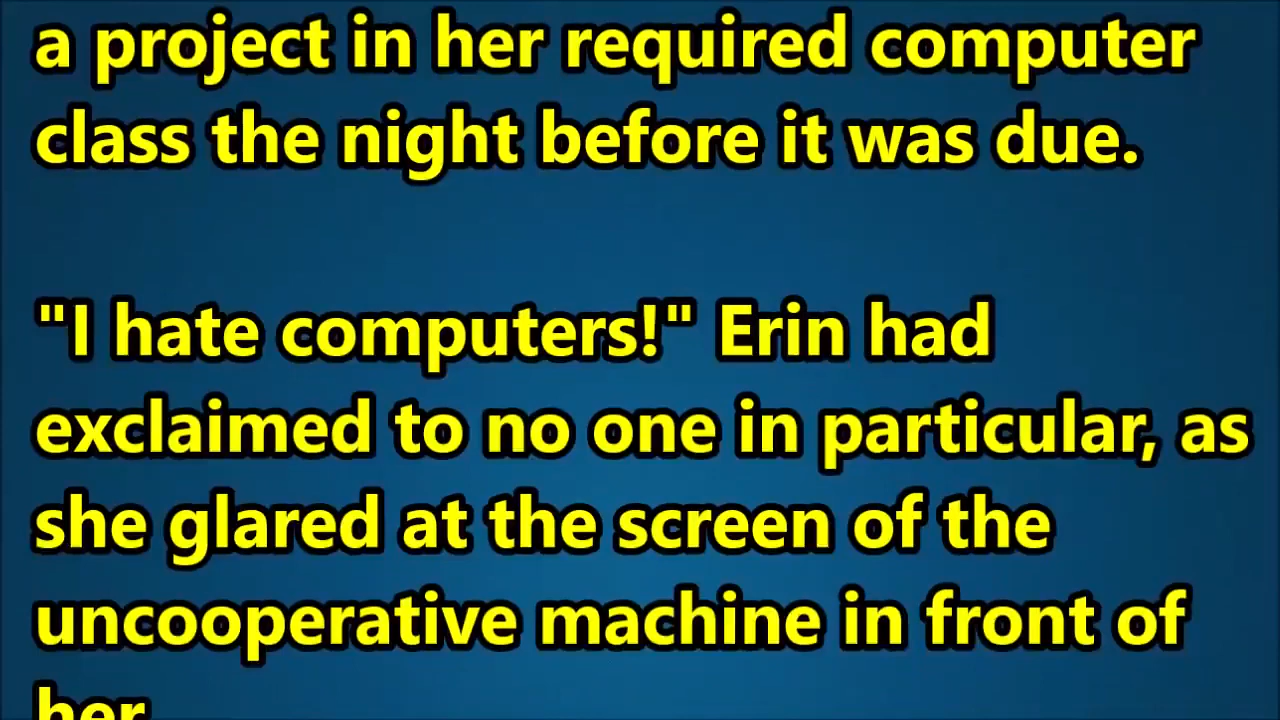 a project in her required computer
class the night before it was due.
"I hate computers!" Erin had
exclaimed to no one in particular, as
she glared at the screen of the
uncooperative machine in front of
her